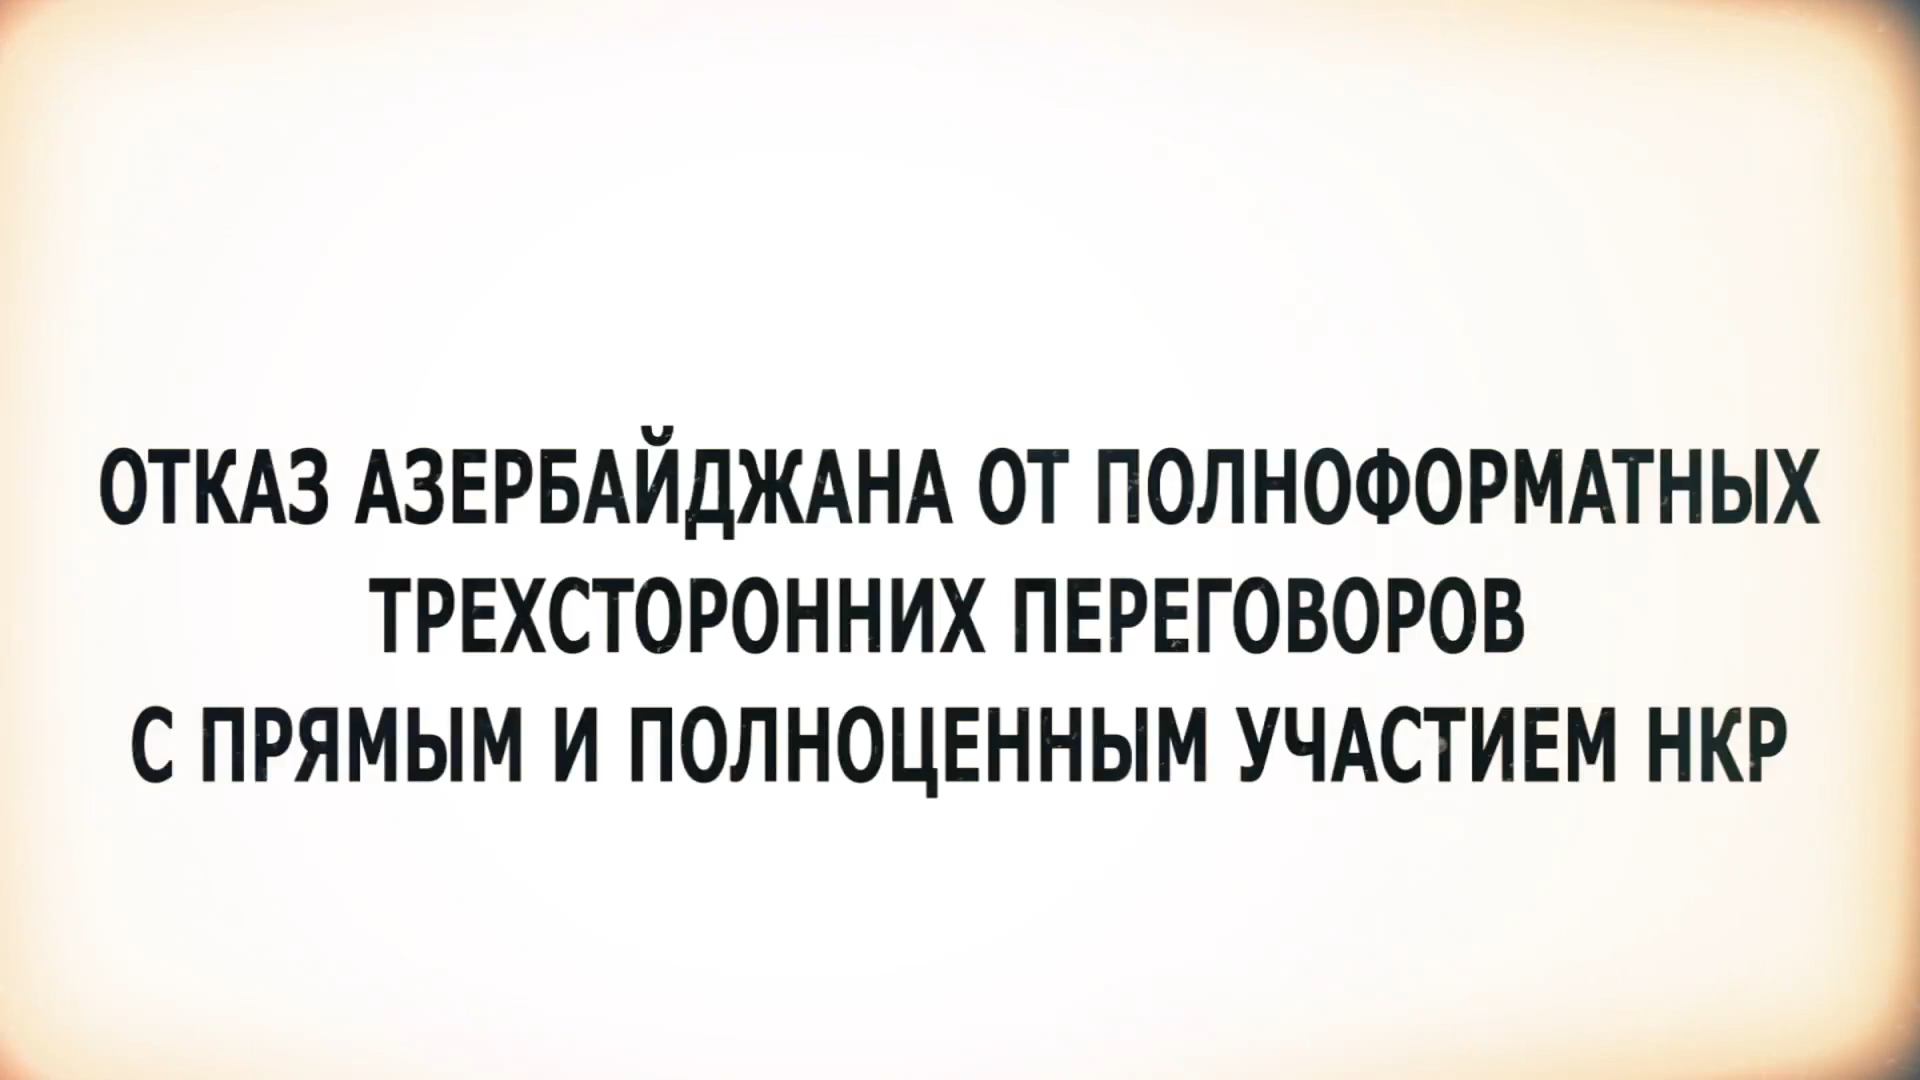 ОТКАЗ АЗЕРБАЙДЖАНА ОТ ПОЛНОФОРМАТНЫХ
ТРЕХСТОРОННИХ ПЕРЕГОВОРОВ
С ПРЯМЫМ И ПОЛНОЦЕННЫМ УЧАСТИЕМ НКР